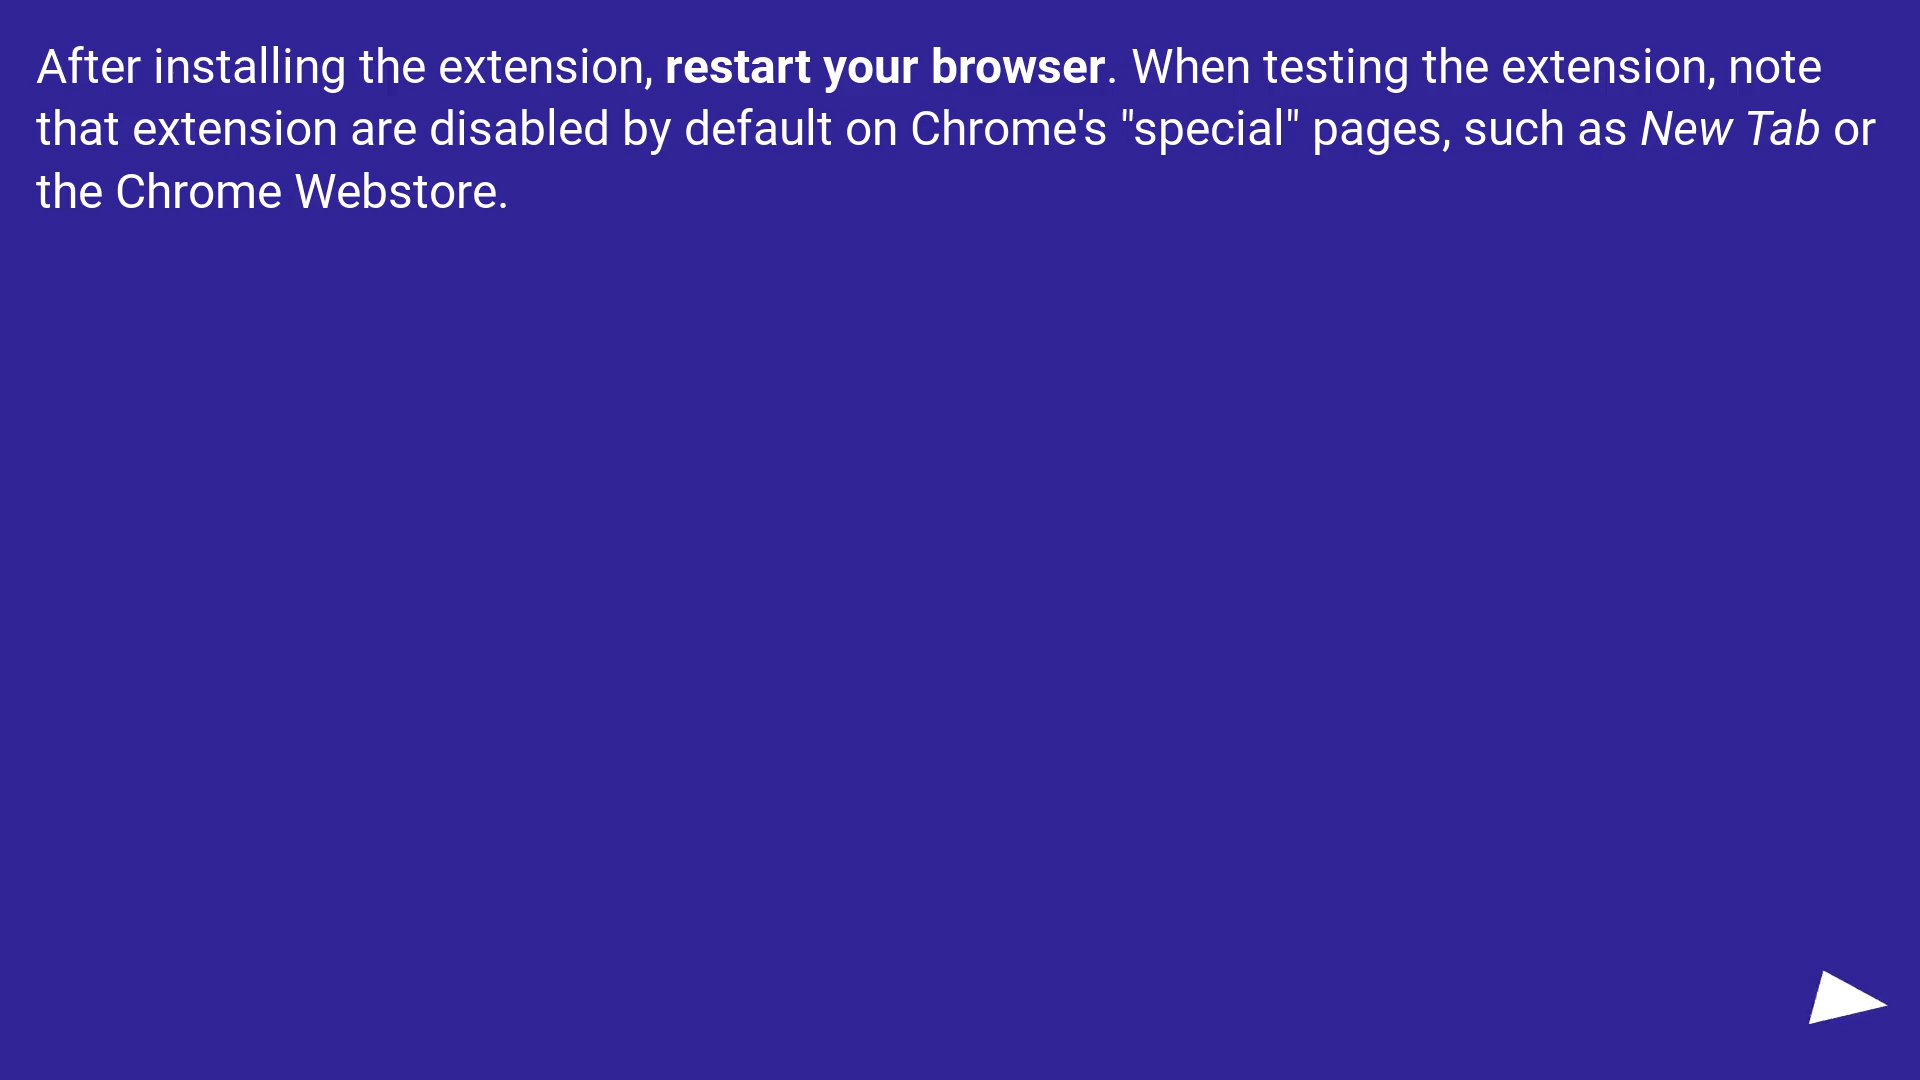 After installing the extension, restart your browser. When testing the extension, note
that extension are disabled by default on Chrome's "special" pages, such as New Tab or
the Chrome Webstore.